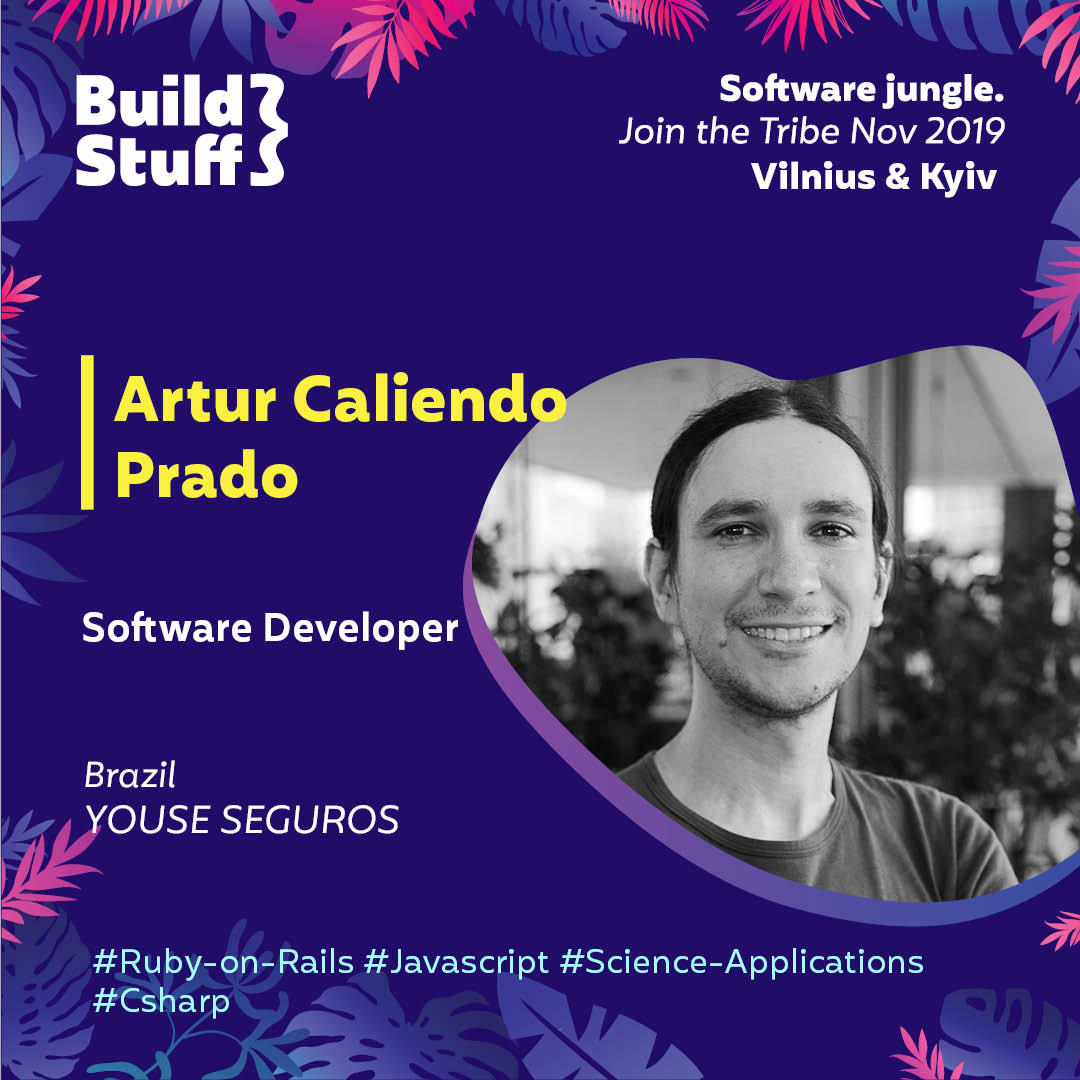 Build
Stuff
Software jungle.
Join the Tribe Nov 2019
Vilnius & Kyiv
Artur Caliendo
Prado
Software Developer
Brazil
YOUSE SEGUROS
#Ruby-on-Rails #Javascript #Science-Applications
#Csharp